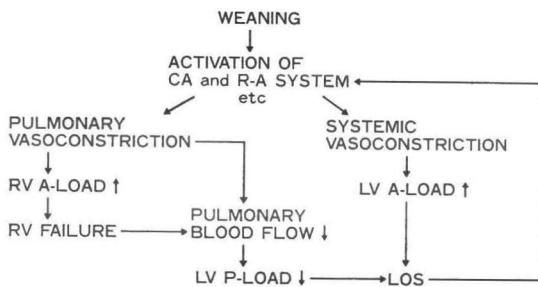 WEANING
ACTIVATION OF
CA and R-A SYSTEM
etc
PULMONARY
VASOCONSTRICTION
SYSTEMIC
VASOCONSTRICTION
RV A-LOAD ↑
LV A-LOAD ↑
RV FAILURE
PULMONARY
BLOOD FLOW ↓
LV P-LOAD ↓
LOS